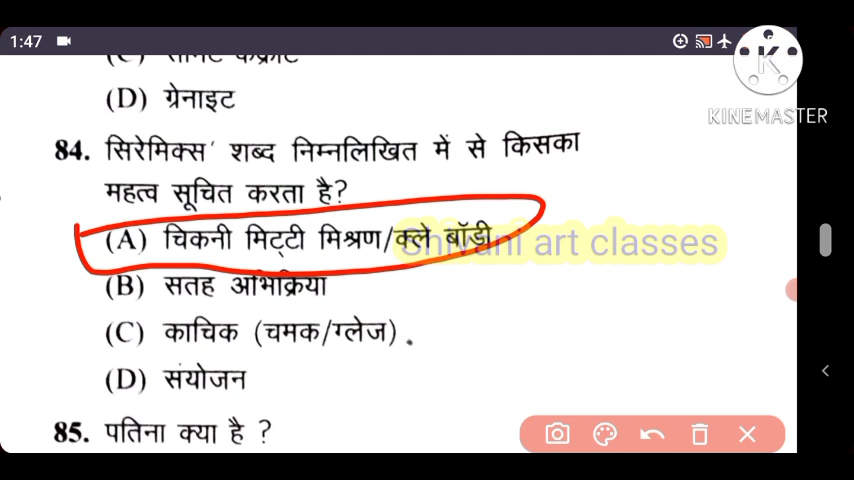 1:47
KINEMASTER
(D) ग्रेनाइट
84. सिरेमिक्स' शब्द निम्नलिखित में से किसका
महत्व सूचित करता है?
(A) चिकनी मिट्टी मिश्रण/क्ले बॉडी
Shivani art classes
(B) सतह अभिक्रिया
(C) काचिक (चमक/ग्लेज).
(D) संयोजन
85. पतिना क्या है ?